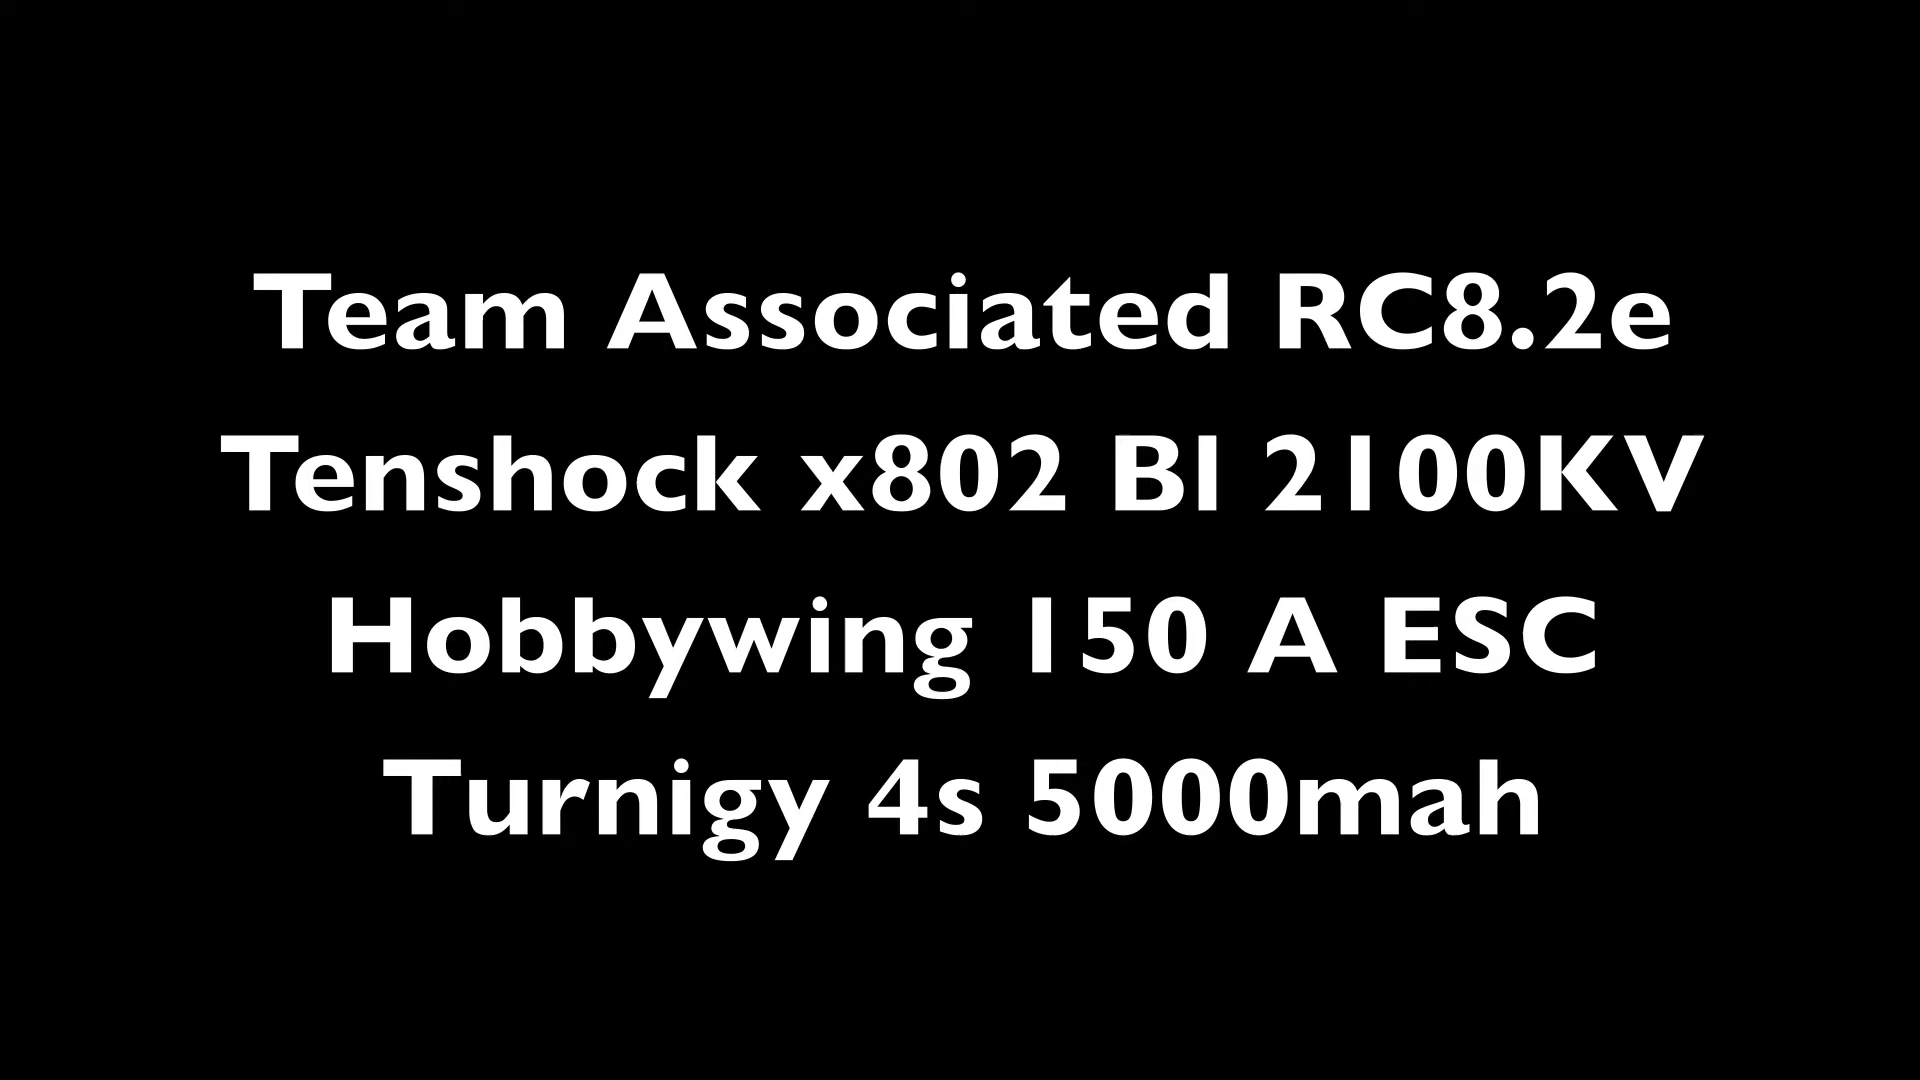 Team Associated RC8.2e
Tenshock x802 Bl 2100KV
Hobbywing 150 A ESC
Turnigy 4s 5000mah